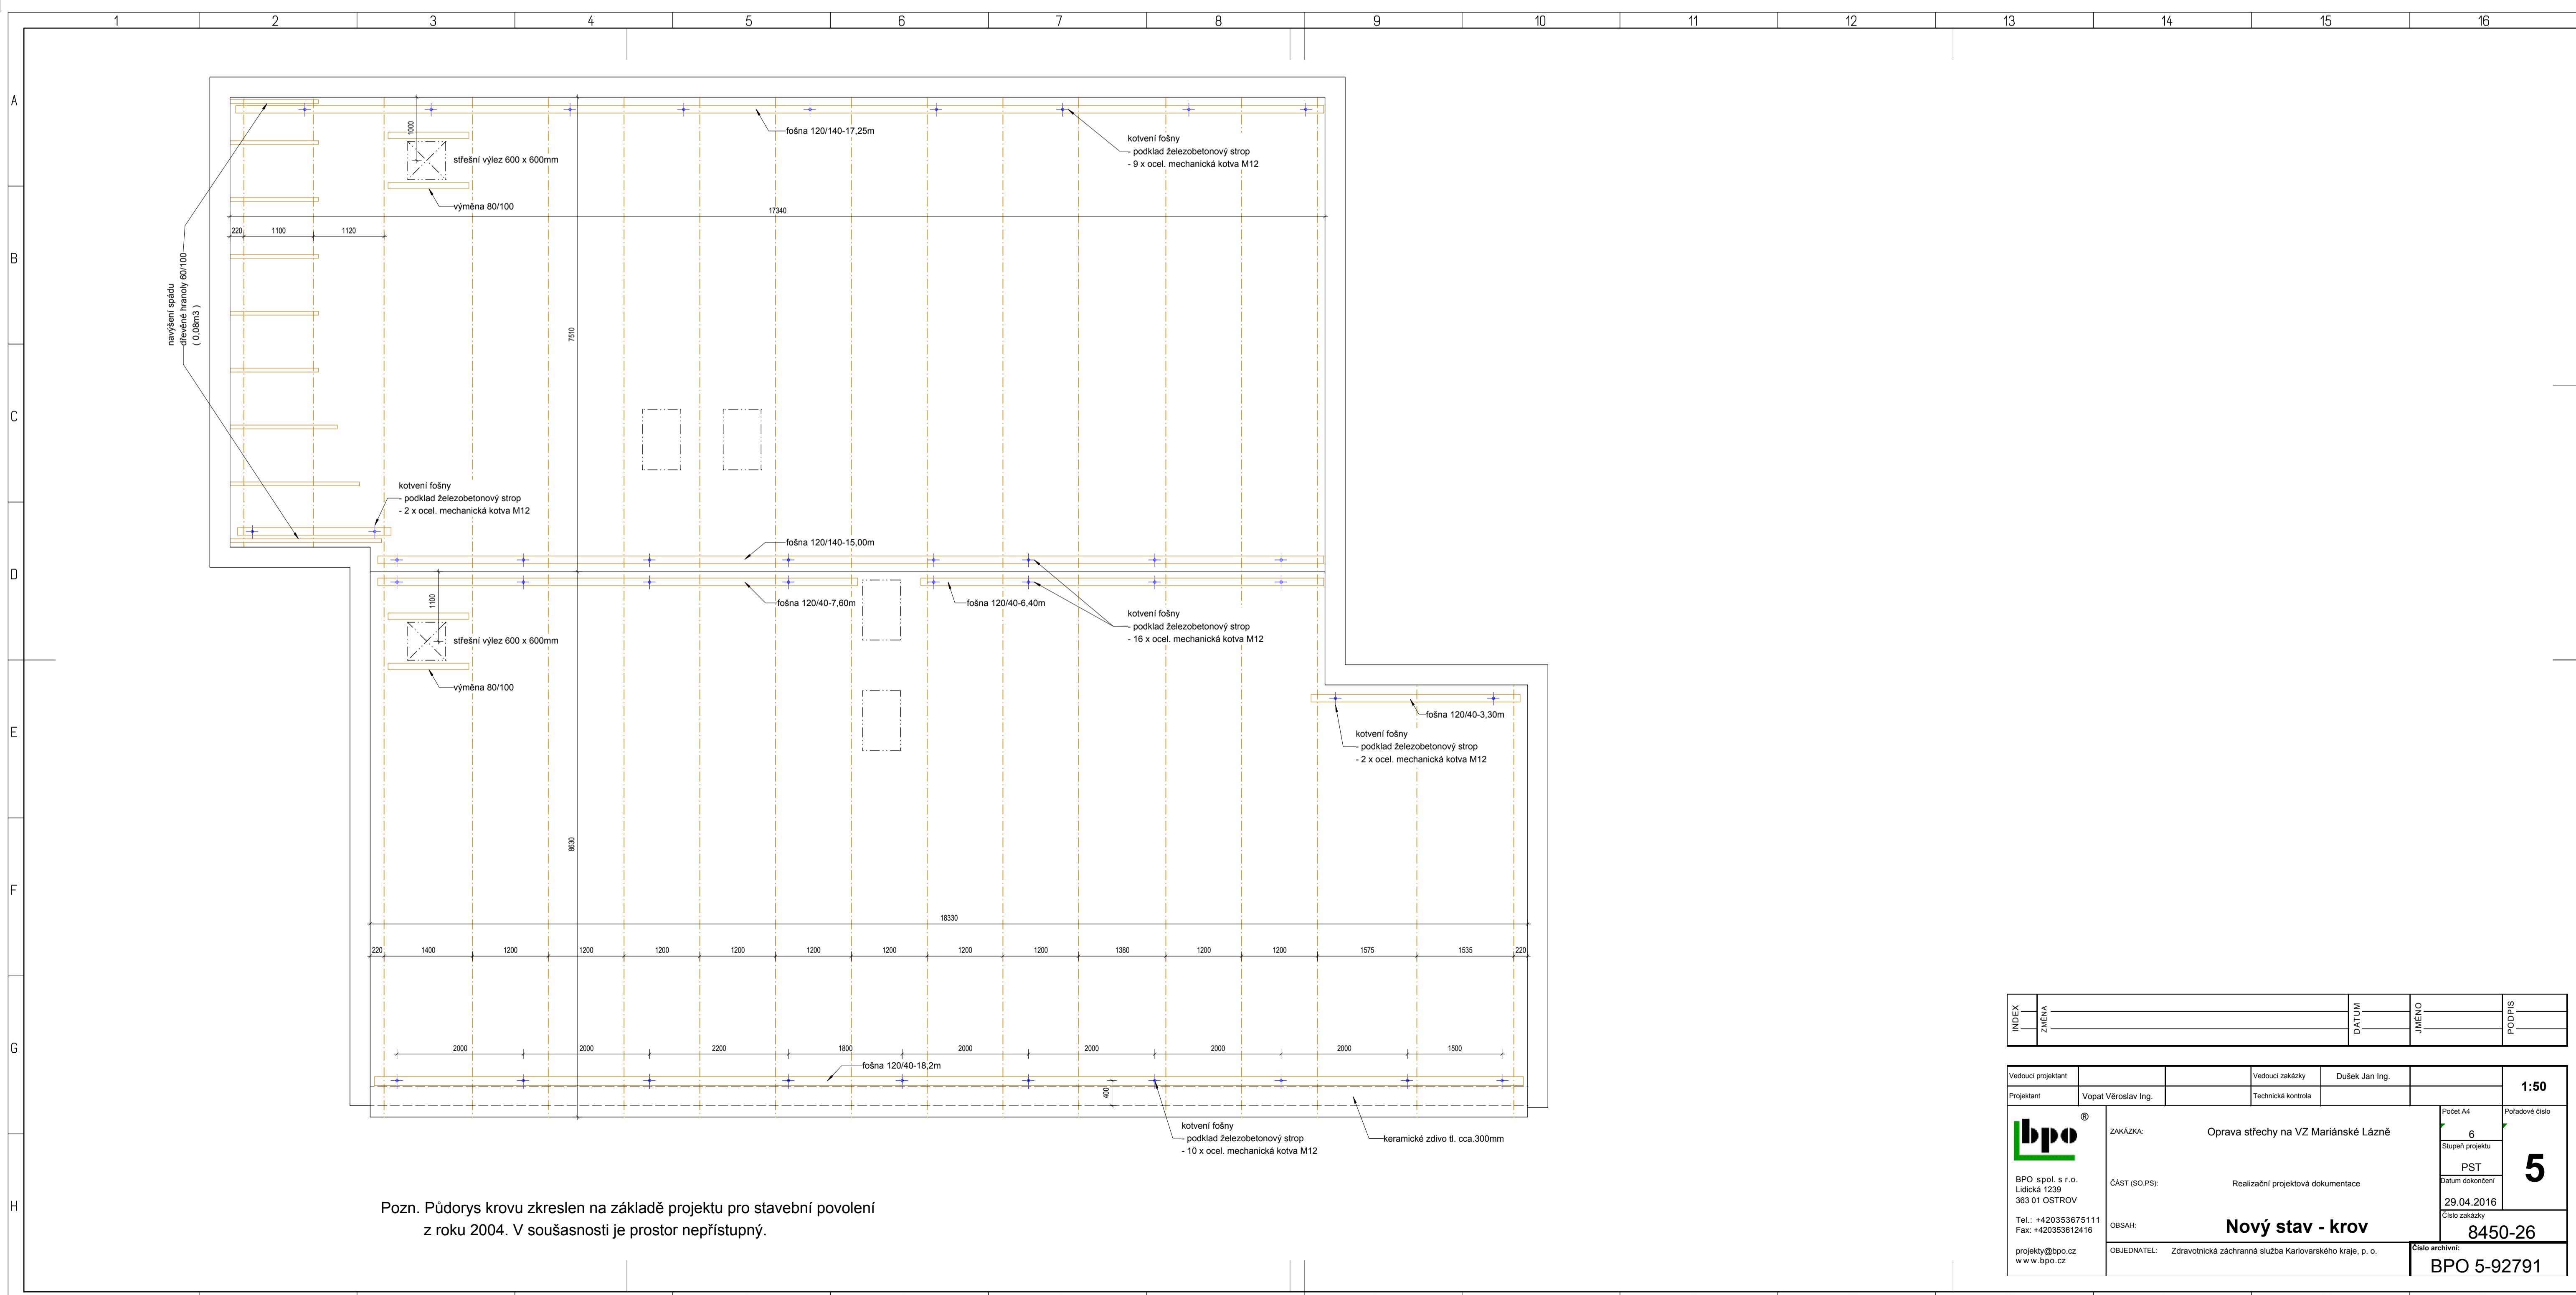 1 2 3 4 5 6 7 8 9 10 11 12 13 14 15 16
A
B
C
D
E
F
G
H
fošna 120/140-17,25m
kotvení fošny
- podklad železobetonový strop
- 9 x ocel. mechanická kotva M12
1000
střešní výlez 600 x 600mm
výměna 80/100
17340
220 1100 1120
navýšení spádu
dřevěné hranoly 60/100
( 0,08m3 )
7510
kotvení fošny
- podklad železobetonový strop
- 2 x ocel. mechanická kotva M12
fošna 120/140-15,00m
1100
fošna 120/40-7,60m
fošna 120/40-6,40m
kotvení fošny
- podklad železobetonový strop
- 16 x ocel. mechanická kotva M12
střešní výlez 600 x 600mm
výměna 80/100
fošna 120/40-3,30m
kotvení fošny
- podklad železobetonový strop
- 2 x ocel. mechanická kotva M12
8630
18330
220 1400 1200 1200 1200 1200 1200 1200 1200 1200 1380 1200 1200 1575 1535 220
2000 2000 2200 1800 2000 2000 2000 2000 1500
fošna 120/40-18,2m
400
kotvení fošny
- podklad železobetonový strop
- 10 x ocel. mechanická kotva M12
keramické zdivo tl. cca.300mm
Pozn. Půdorys krovu zkreslen na základě projektu pro stavební povolení
z roku 2004. V soušasnosti je prostor nepřístupný.
INDEX ZMĚNA DATUM JMÉNO PODPIS
Vedoucí projektant Vedoucí zakázky Dušek Jan Ing. 1:50
Projektant Vopat Věroslav Ing. Technická kontrola
bpo ®
BPO spol. s r.o.
Lidická 1239
363 01 OSTROV
Tel.: +420353675111
Fax: +420353612416
projekty@bpo.cz
www.bpo.cz
ZAKÁZKA: Oprava střechy na VZ Mariánské Lázně
ČÁST (SO,PS): Realizační projektová dokumentace
OBSAH: Nový stav - krov
OBJEDNATEL: Zdravotnická záchranná služba Karlovarského kraje, p. o.
Počet A4
6
Stupeň projektu
PST
Datum dokončení
29.04.2016
Pořadové číslo
5
Číslo zakázky
8450-26
Číslo archivní:
BPO 5-92791